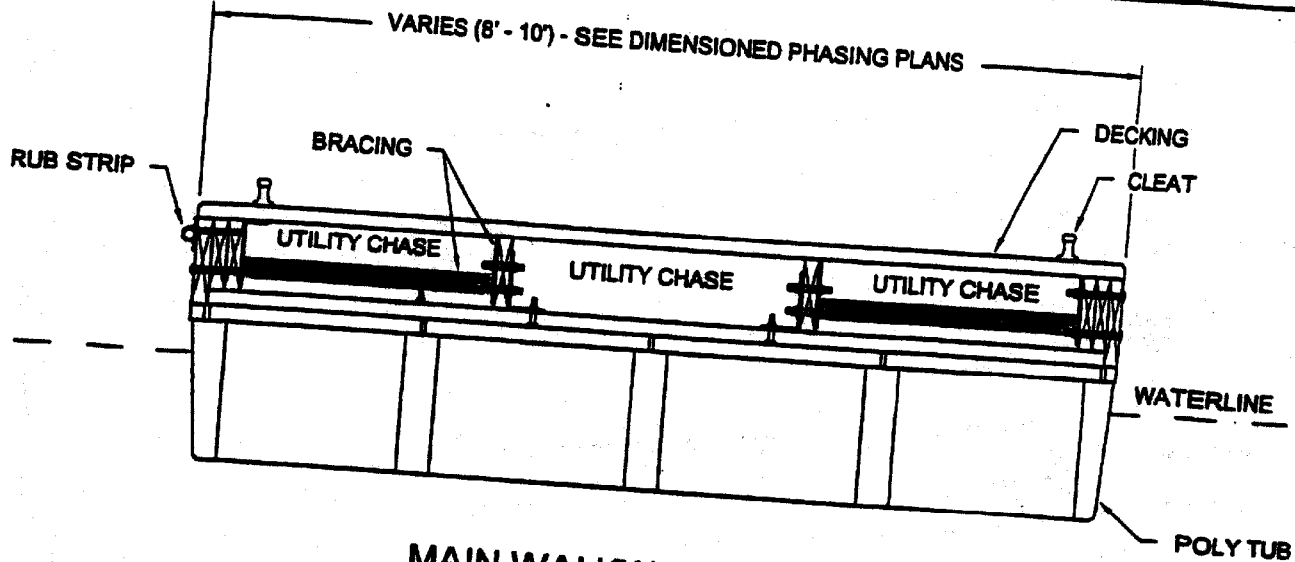 VARIES (8' - 10') - SEE DIMENSIONED PHASING PLANS
DECKING
BRACING
RUB STRIP
CLEAT
UTILITY CHASE
UTILITY CHASE
UTILITY CHASE
WATERLINE
POLY TUB
MAIN